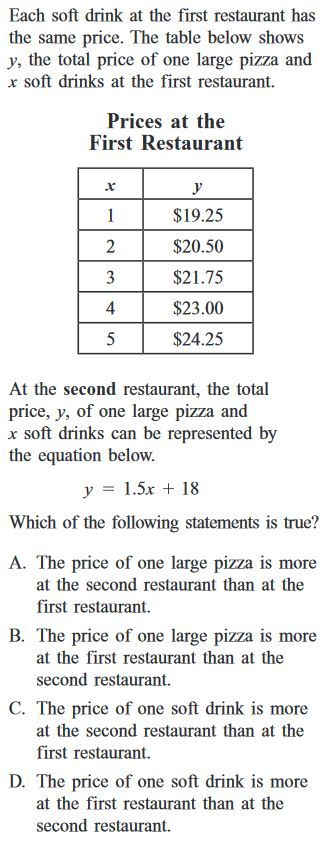 Each soft drink at the first restaurant has
the same price. The table below shows
y, the total price of one large pizza and
x soft drinks at the first restaurant.
Prices at the
First Restaurant
x y
1 $19.25
2 $20.50
3 $21.75
4 $23.00
5 $24.25
At the second restaurant, the total
price, y, of one large pizza and
x soft drinks can be represented by
the equation below.
y = 1.5x + 18
Which of the following statements is true?
A. The price of one large pizza is more
at the second restaurant than at the
first restaurant.
B. The price of one large pizza is more
at the first restaurant than at the
second restaurant.
C. The price of one soft drink is more
at the second restaurant than at the
first restaurant.
D. The price of one soft drink is more
at the first restaurant than at the
second restaurant.